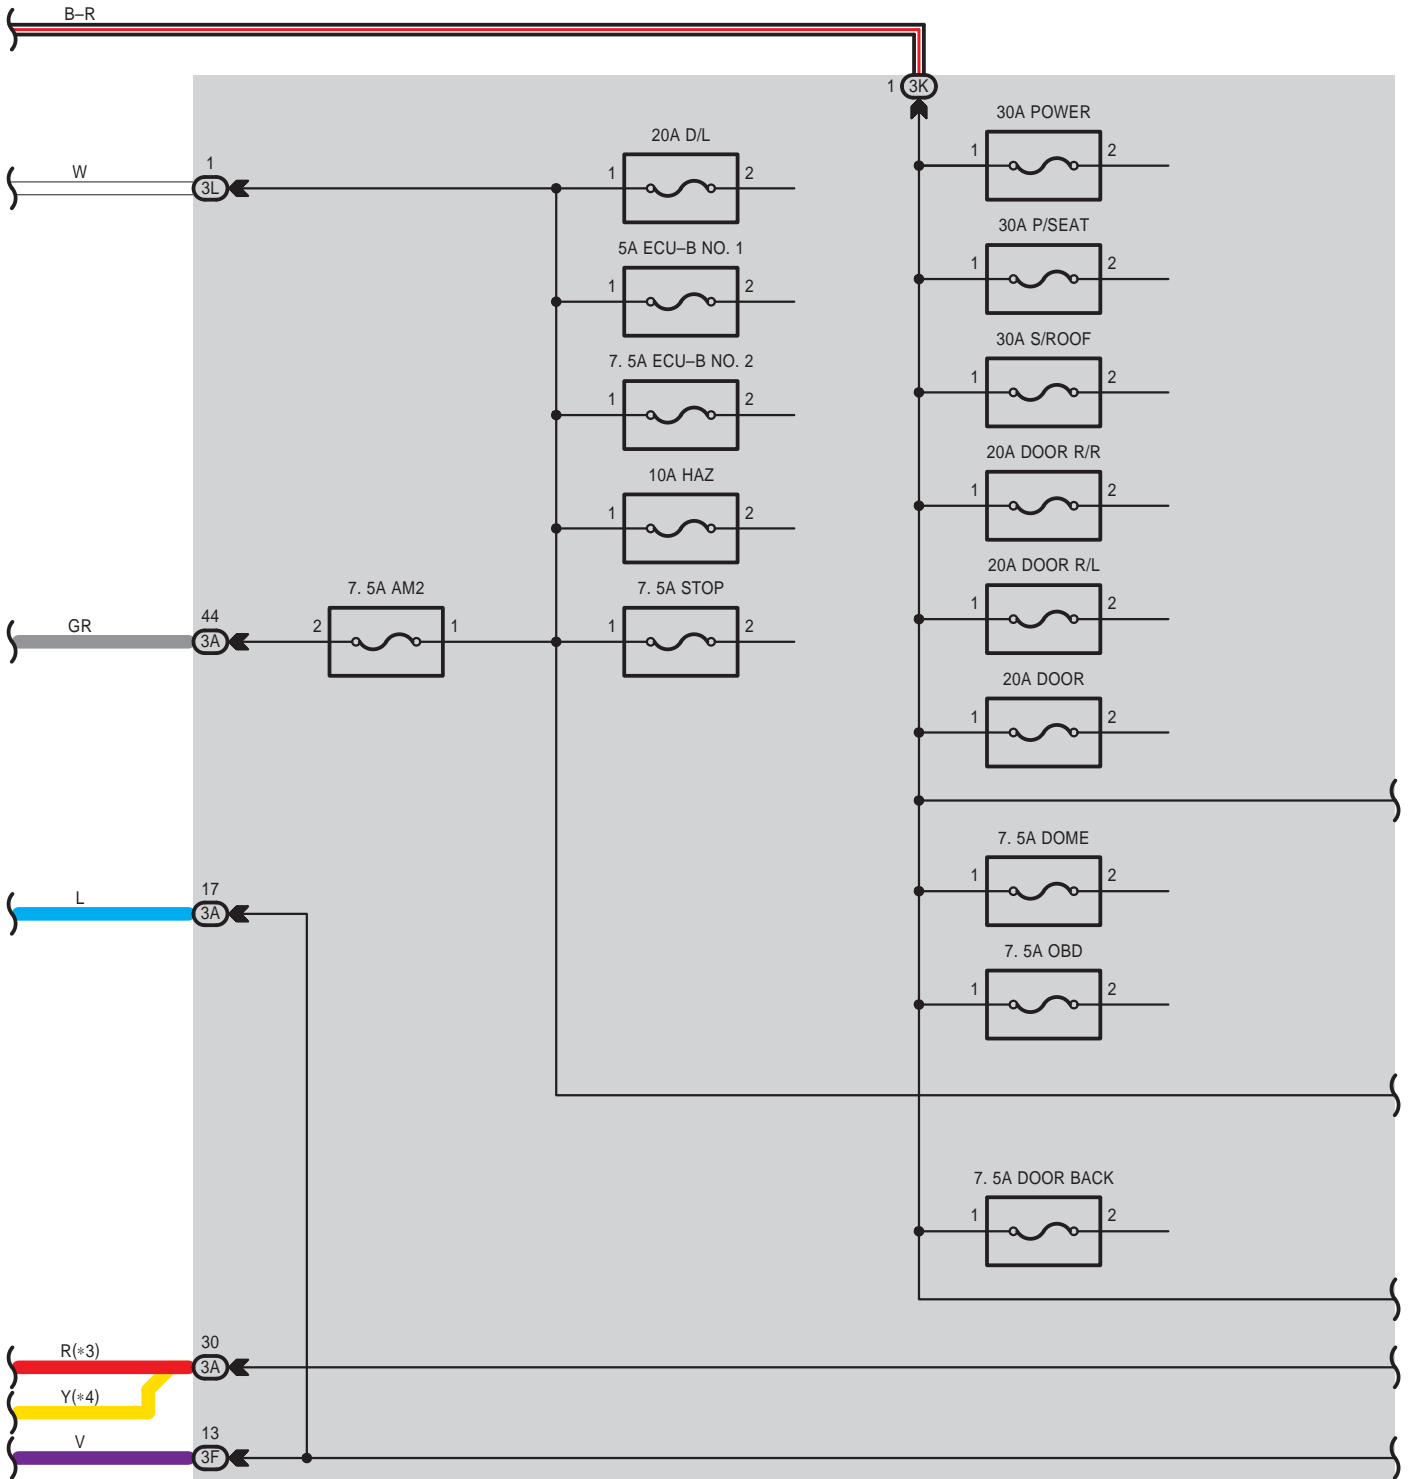 B–R
1 3K
30A POWER
1 2
20A D/L
1 2
W
1
3L
30A P/SEAT
1 2
5A ECU–B NO. 1
1 2
30A S/ROOF
1 2
7. 5A ECU–B NO. 2
1 2
20A DOOR R/R
1 2
10A HAZ
1 2
20A DOOR R/L
1 2
7. 5A AM2
2 1
7. 5A STOP
1 2
GR
44
3A
20A DOOR
1 2
7. 5A DOME
1 2
L
17
3A
7. 5A OBD
1 2
7. 5A DOOR BACK
1 2
R(*3)
30
3A
Y(*4)
V
13
3F